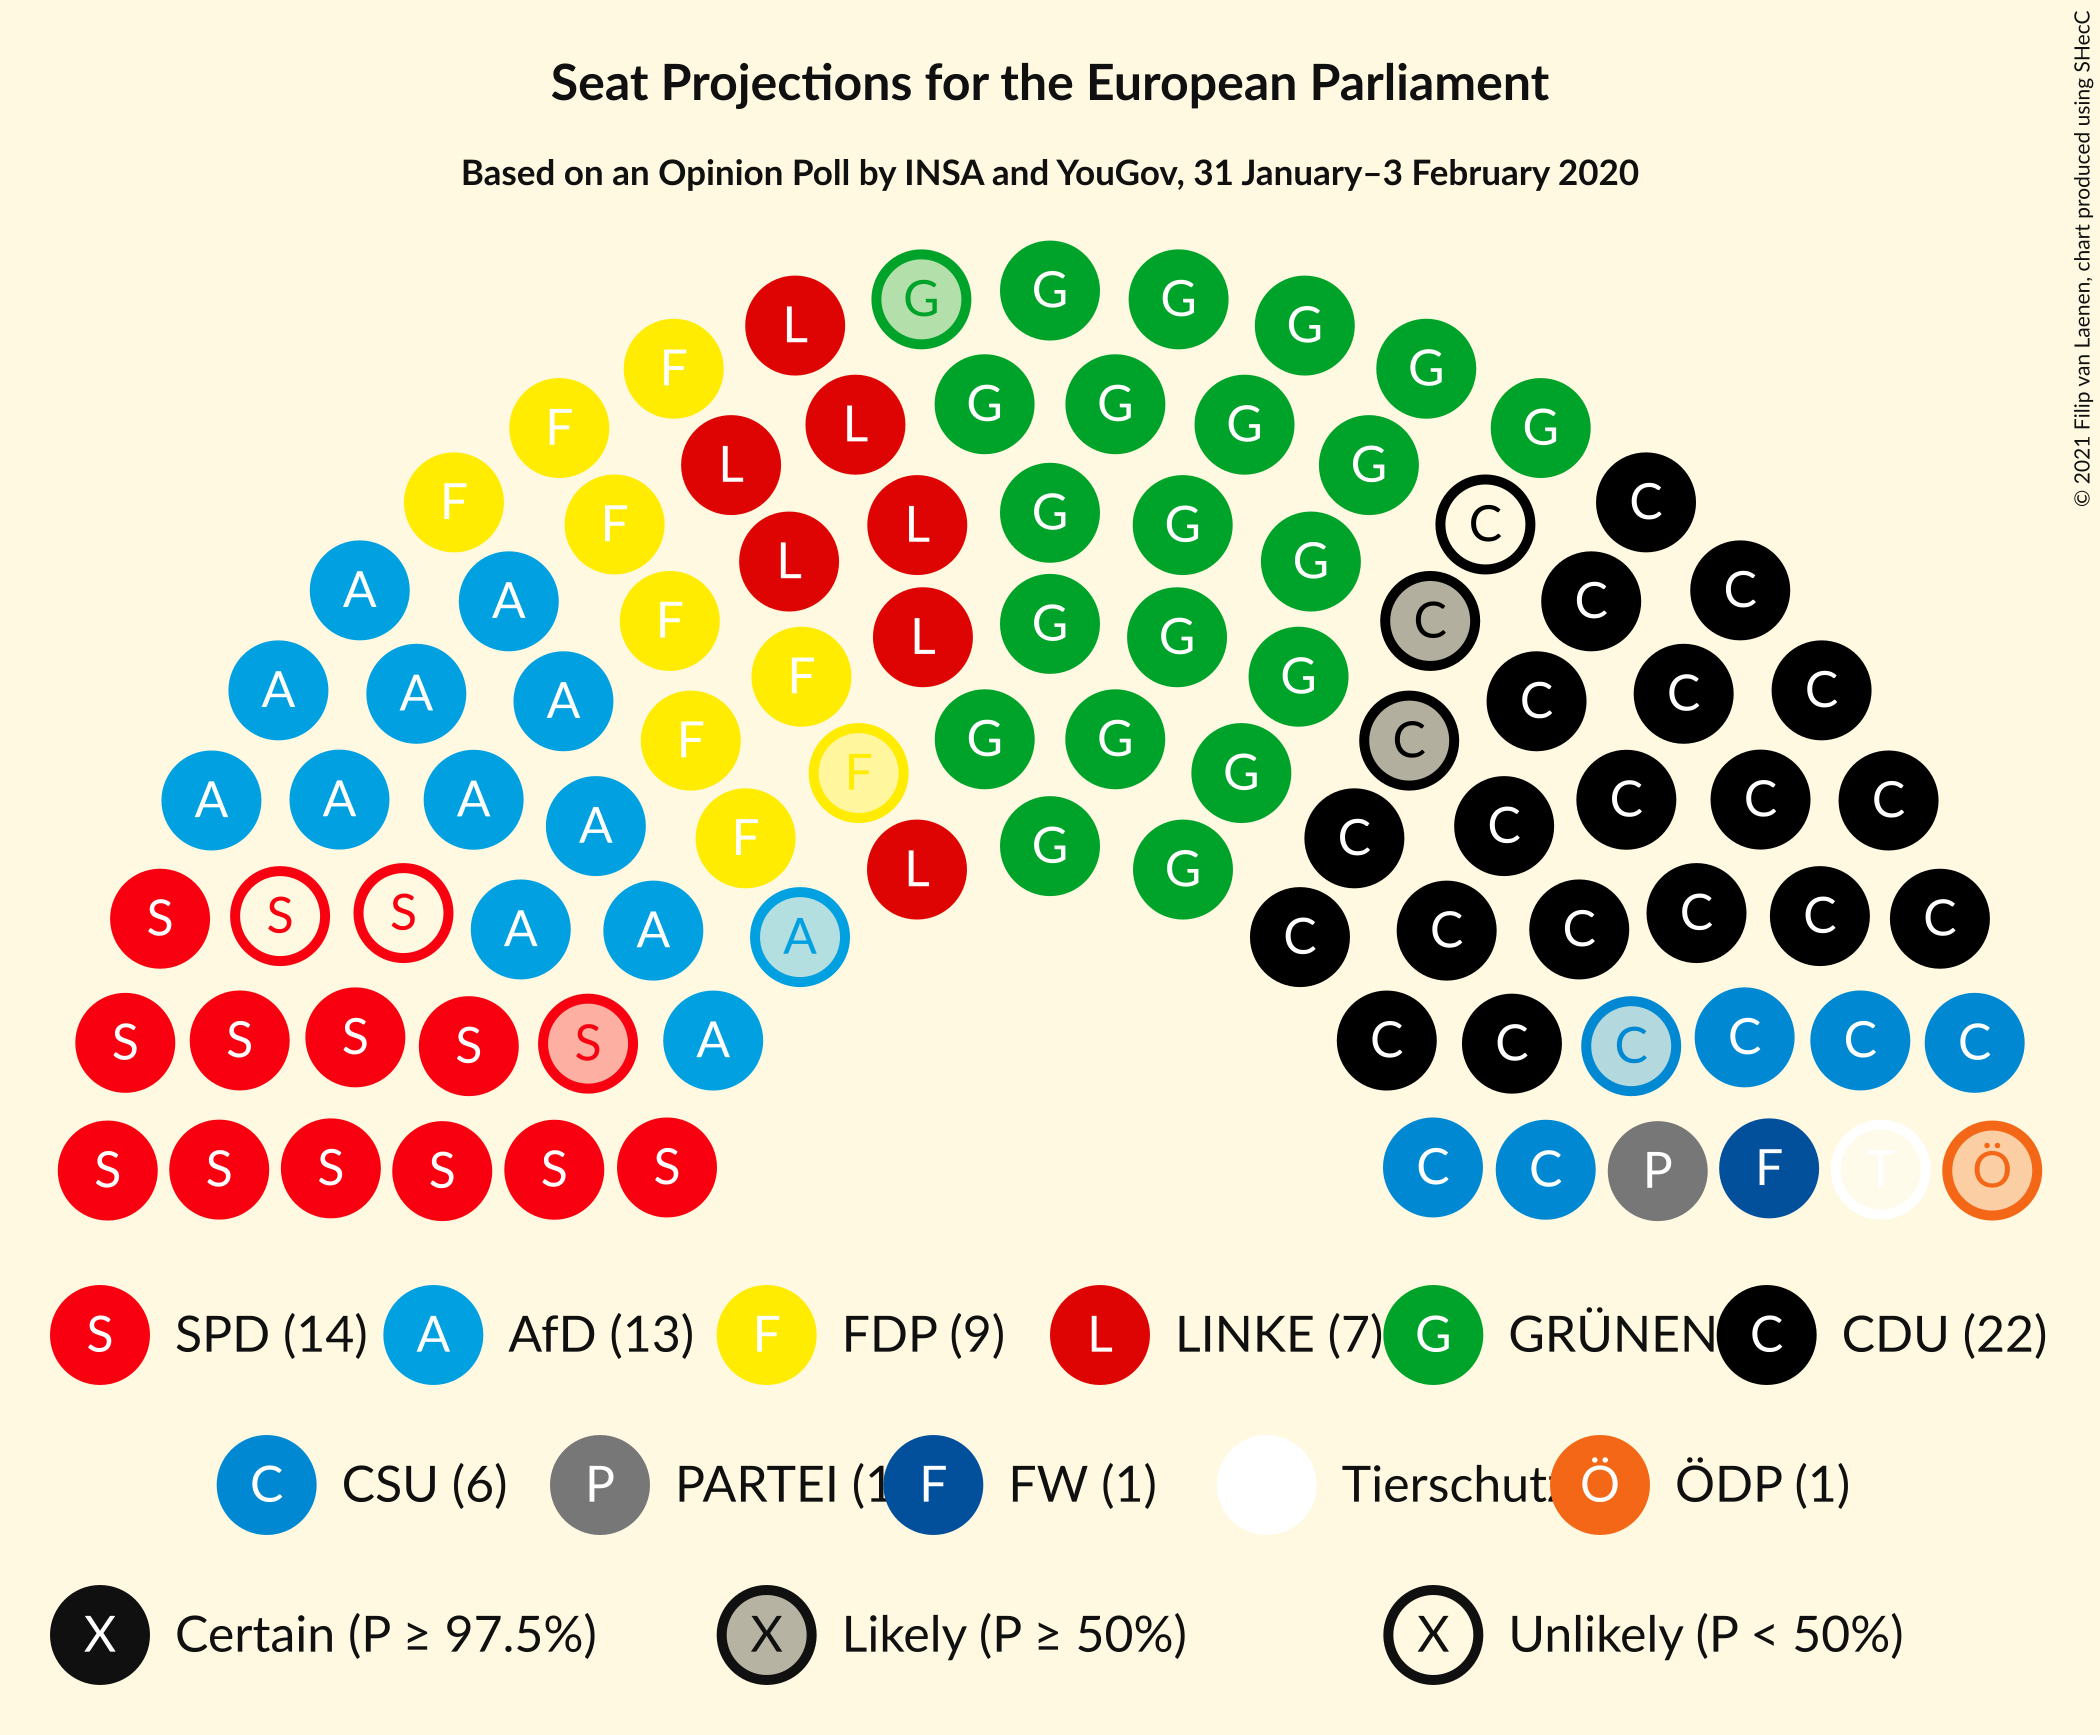 Seat Projections for the European Parliament
Based on an Opinion Poll by INSA and YouGov, 31 January–3 February 2020
© 2021 Filip van Laenen, chart produced using SHecC
L G G G G
F G
F L G G G G
L G
F F L G G C C
L G
A A F L G G C C C
A A A F G C C C
F G G C
A A A F G C C C
A F G C C
L G
S S S A A A C C C C C C
S S S S S A C C C C C C
S S S S S S C C P F T Ö
S SPD (14) A AfD (13) F FDP (9) L LINKE (7) G GRÜNEN C CDU (22)
C CSU (6) P PARTEI (1 F FW (1) Tierschutz Ö ÖDP (1)
X Certain (P ≥ 97.5%) X Likely (P ≥ 50%) X Unlikely (P < 50%)